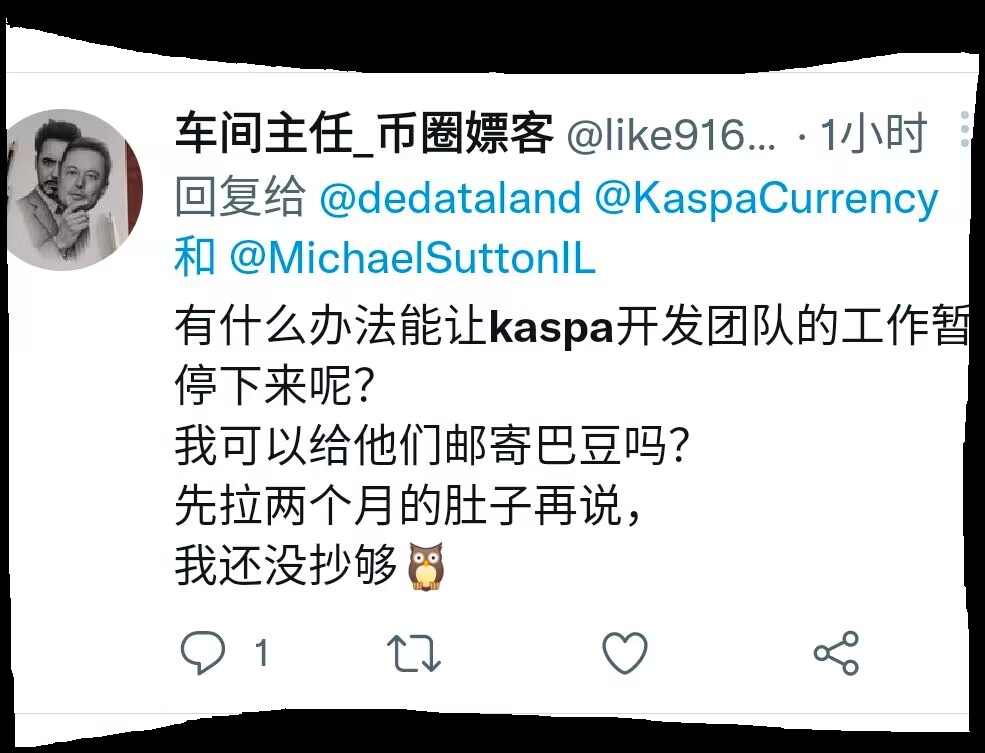 车间主任_币圈嫖客 @like916... · 1小时
回复给 @dedataland @KaspaCurrency
和 @MichaelSuttonIL
有什么办法能让kaspa开发团队的工作暂
停下来呢？
我可以给他们邮寄巴豆吗？
先拉两个月的肚子再说，
我还没抄够🦉
1